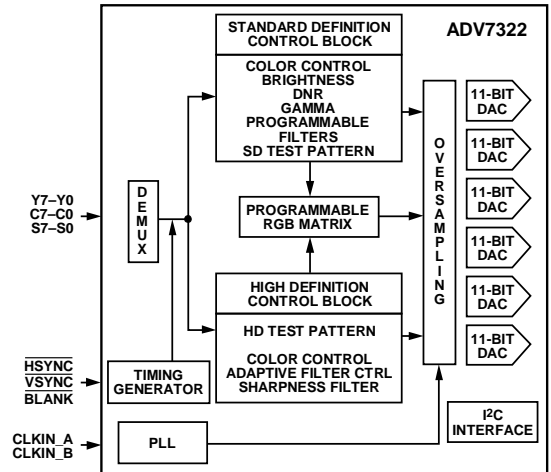 ADV7322
STANDARD DEFINITION
CONTROL BLOCK
COLOR CONTROL
BRIGHTNESS
DNR
GAMMA
PROGRAMMABLE
FILTERS
SD TEST PATTERN
Y7–Y0
C7–C0
S7–S0
DEMUX
PROGRAMMABLE
RGB MATRIX
HIGH DEFINITION
CONTROL BLOCK
HD TEST PATTERN
COLOR CONTROL
ADAPTIVE FILTER CTRL
SHARPNESS FILTER
OVERSAMPLING
11-BIT
DAC
11-BIT
DAC
11-BIT
DAC
11-BIT
DAC
11-BIT
DAC
11-BIT
DAC
HSYNC
VSYNC
BLANK
TIMING
GENERATOR
CLKIN_A
CLKIN_B
PLL
I²C
INTERFACE